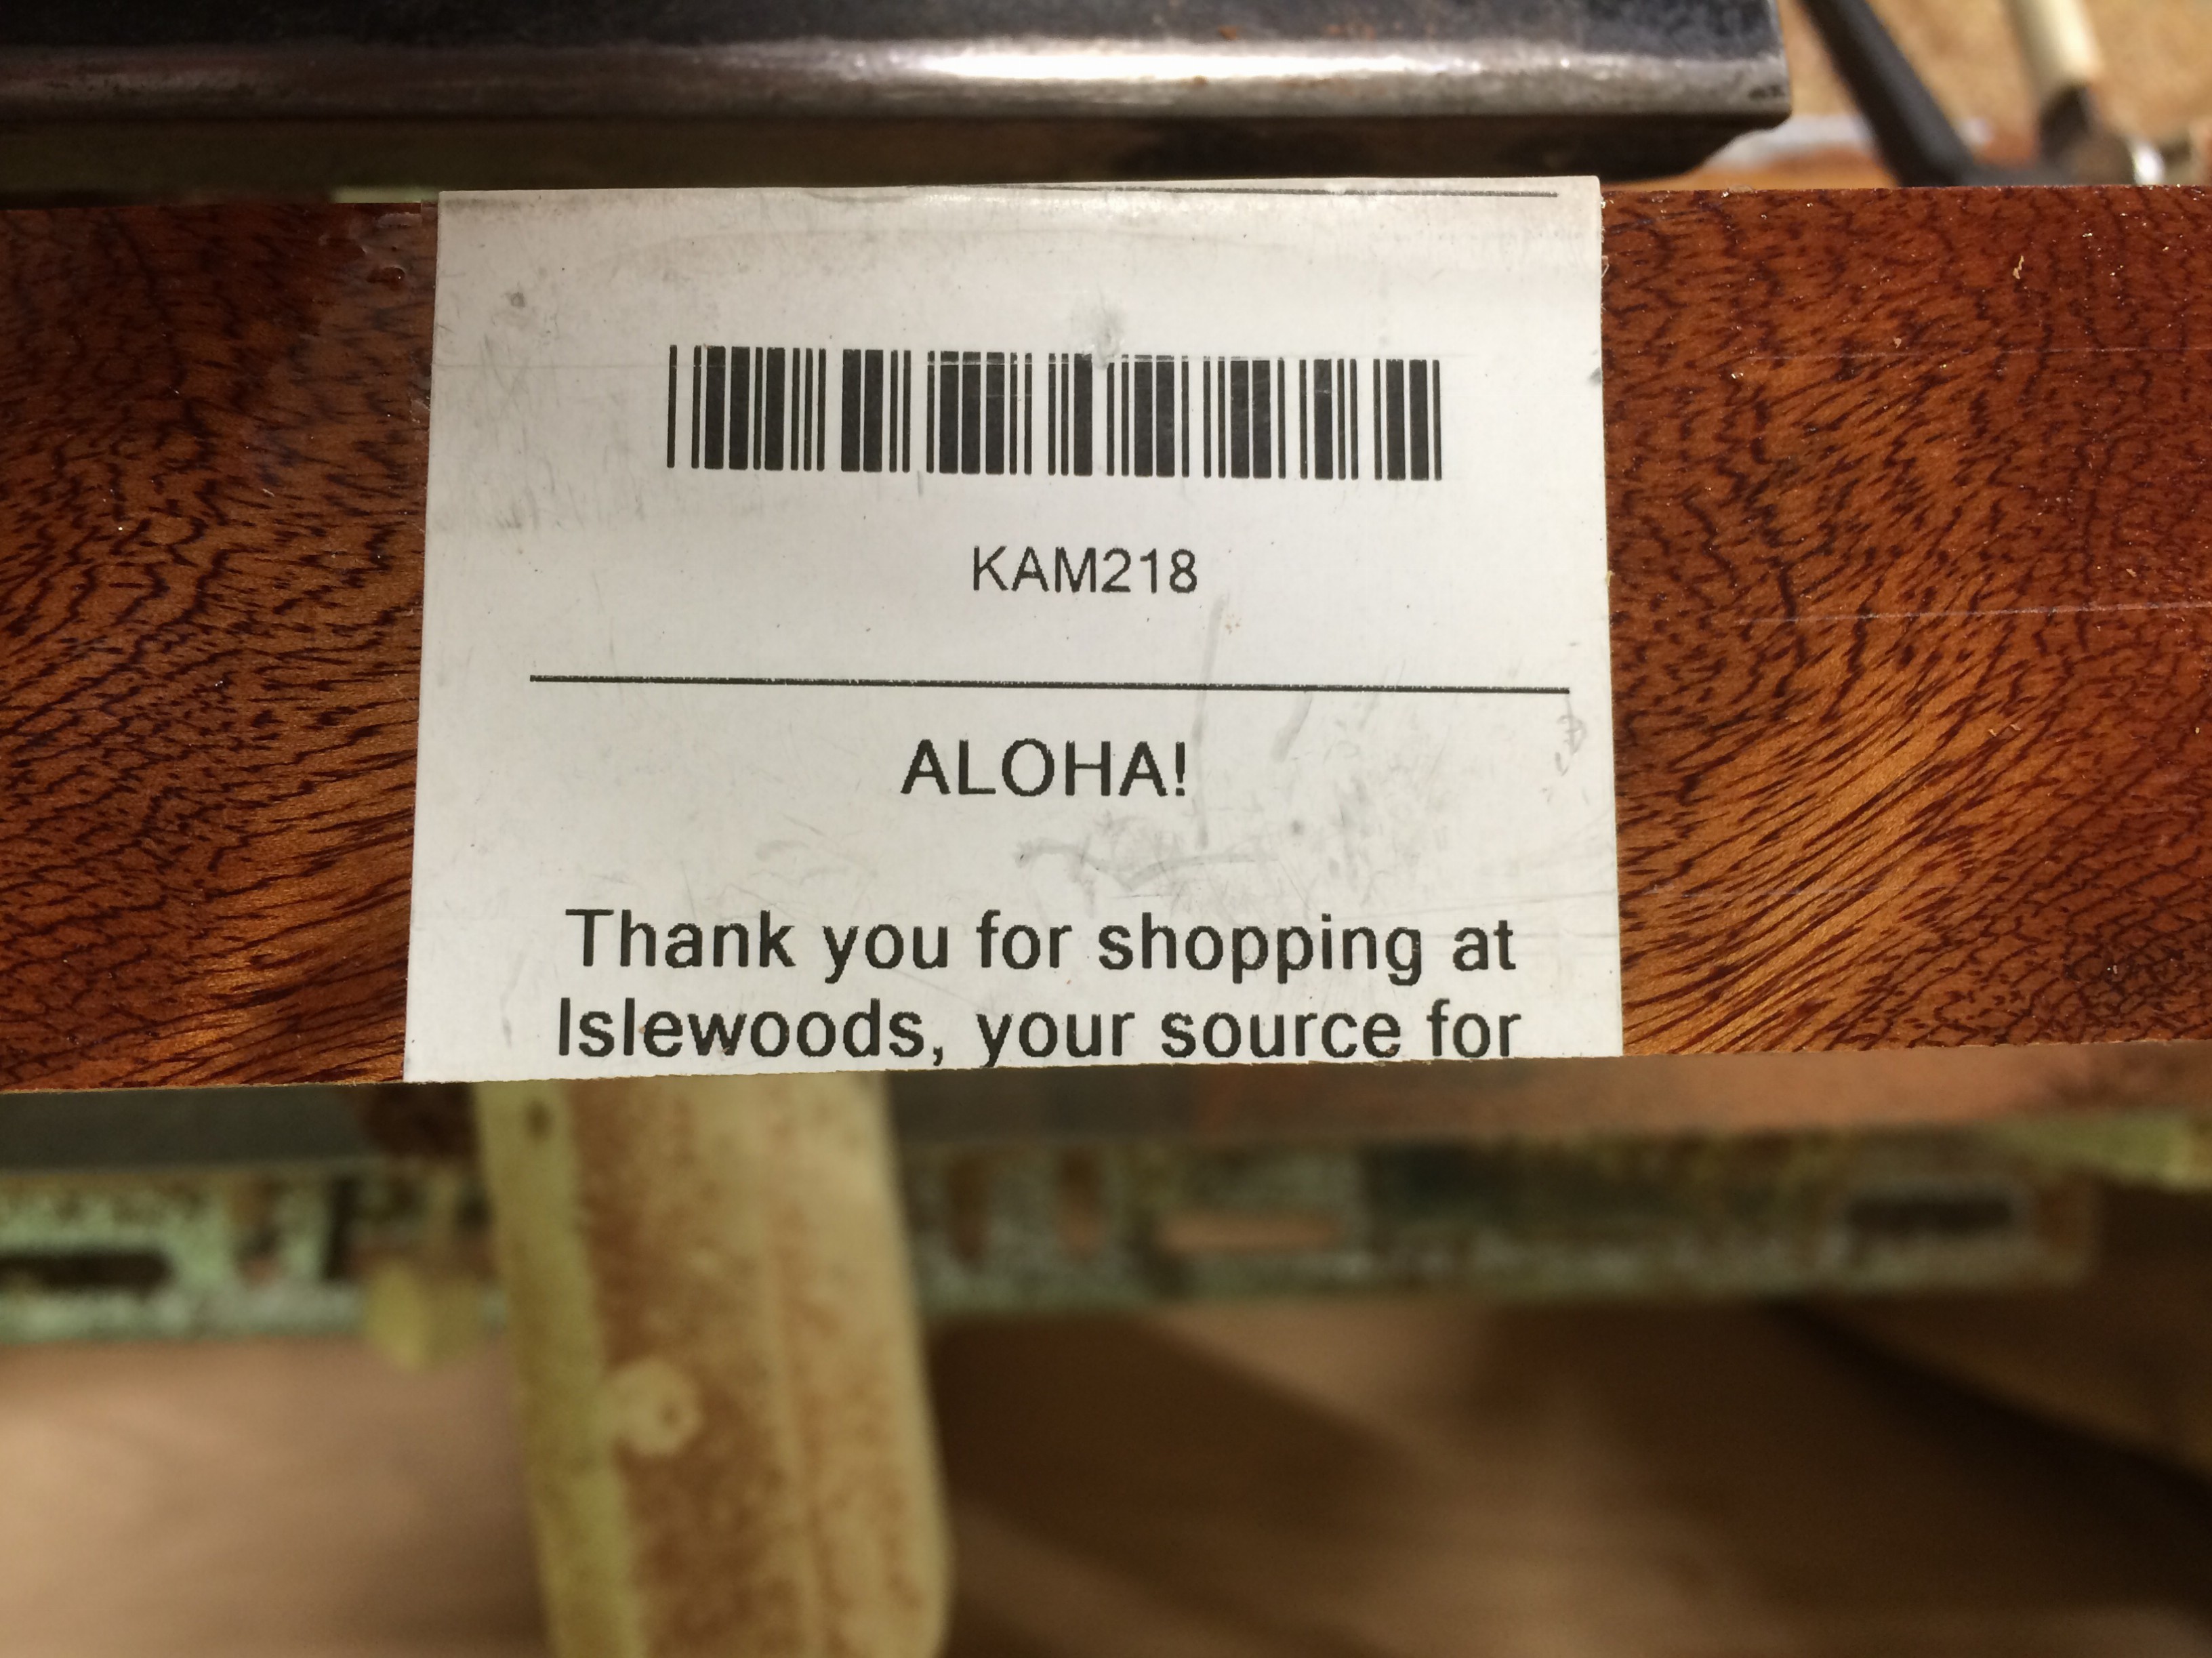 KAM218
ALOHA!
Thank you for shopping at
Islewoods, your source for